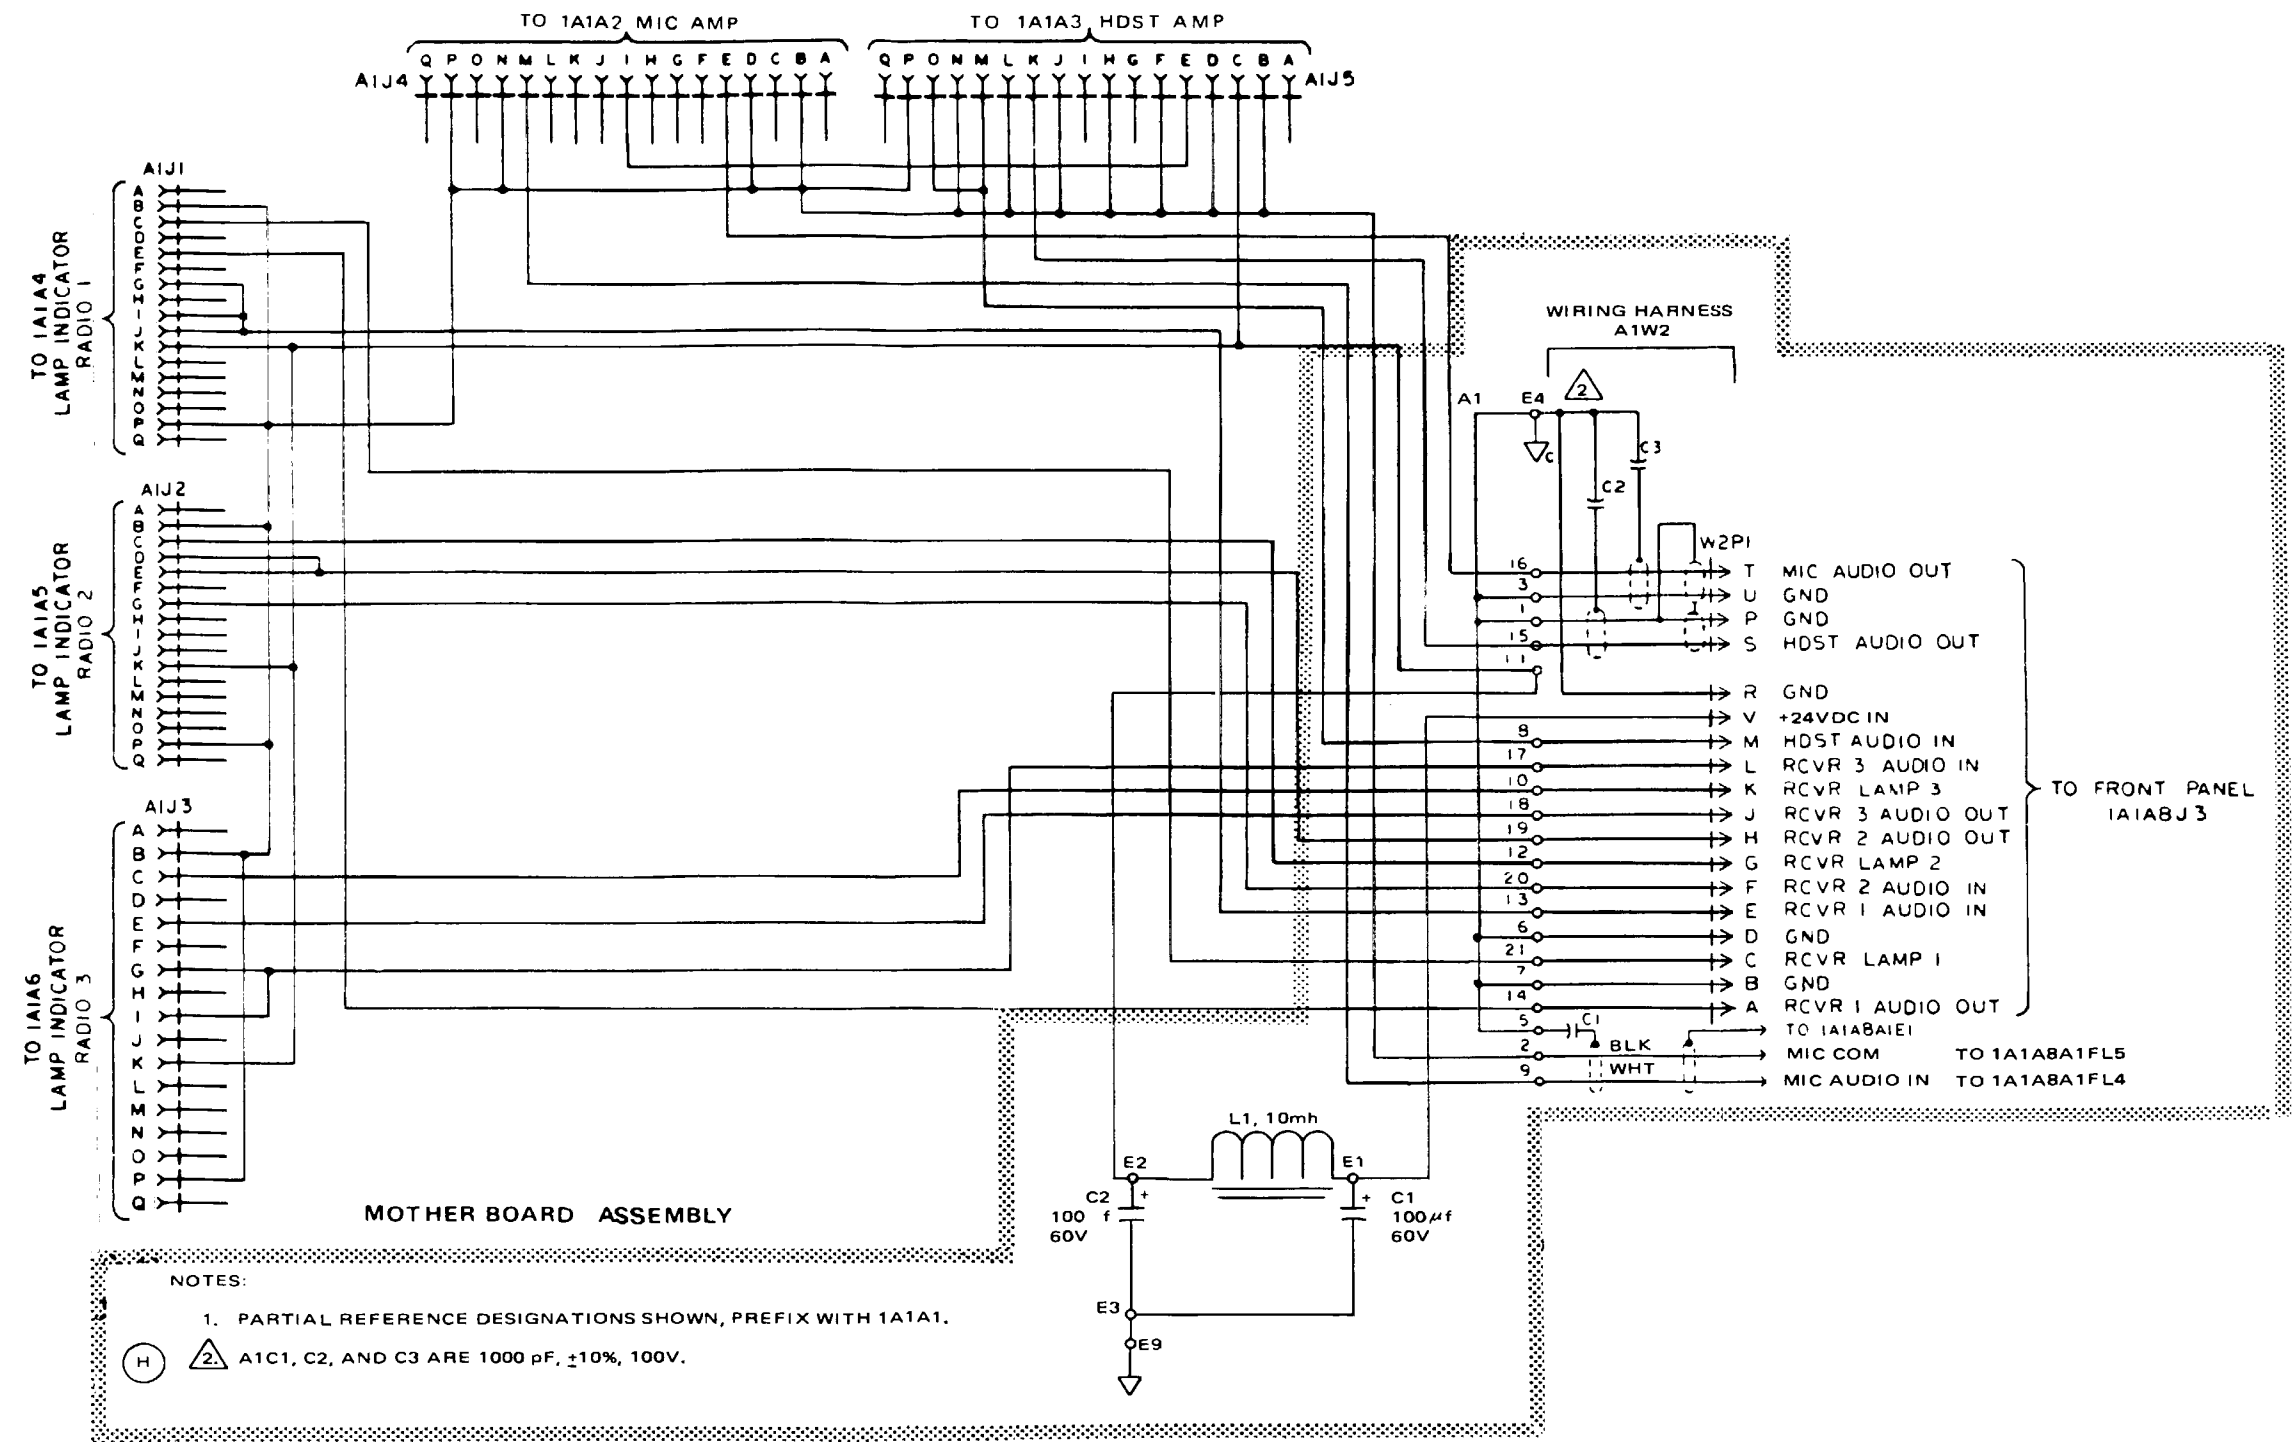 TO 1A1A2 MIC AMP
TO 1A1A3 HDST AMP
Q P O N M L K J I H G F E D C B A
Q P O N M L K J I H G F E D C B A
A1J4
A1J5
A1J1
A
B
C
D
E
F
G
H
I
J
K
L
M
N
O
P
Q
TO 1A1A4
LAMP INDICATOR
RADIO 1
A1J2
A
B
C
D
E
F
G
H
I
J
K
L
M
N
O
P
Q
TO 1A1A5
LAMP INDICATOR
RADIO 2
A1J3
A
B
C
D
E
F
G
H
I
J
K
L
M
N
O
P
Q
TO 1A1A6
LAMP INDICATOR
RADIO 3
WIRING HARNESS
A1W2
2
A1
E4
C
C3
C2
W2P1
16 T MIC AUDIO OUT
3 U GND
1 P GND
15 S HDST AUDIO OUT
11
R GND
V +24VDC IN
8 M HDST AUDIO IN
17 L RCVR 3 AUDIO IN
10 K RCVR LAMP 3
18 J RCVR 3 AUDIO OUT
19 H RCVR 2 AUDIO OUT
12 G RCVR LAMP 2
20 F RCVR 2 AUDIO IN
13 E RCVR 1 AUDIO IN
6 D GND
21 C RCVR LAMP 1
7 B GND
14 A RCVR 1 AUDIO OUT
TO FRONT PANEL
1A1A8J3
5 C1 TO 1A1A8A1E1
2 BLK MIC COM TO 1A1A8A1FL5
9 WHT MIC AUDIO IN TO 1A1A8A1FL4
L1, 10mh
E2
E1
C2 +
100 f
60V
+ C1
100µf
60V
E3
E9
MOTHER BOARD ASSEMBLY
NOTES:
1. PARTIAL REFERENCE DESIGNATIONS SHOWN, PREFIX WITH 1A1A1.
H 2. A1C1, C2, AND C3 ARE 1000 pF, ±10%, 100V.